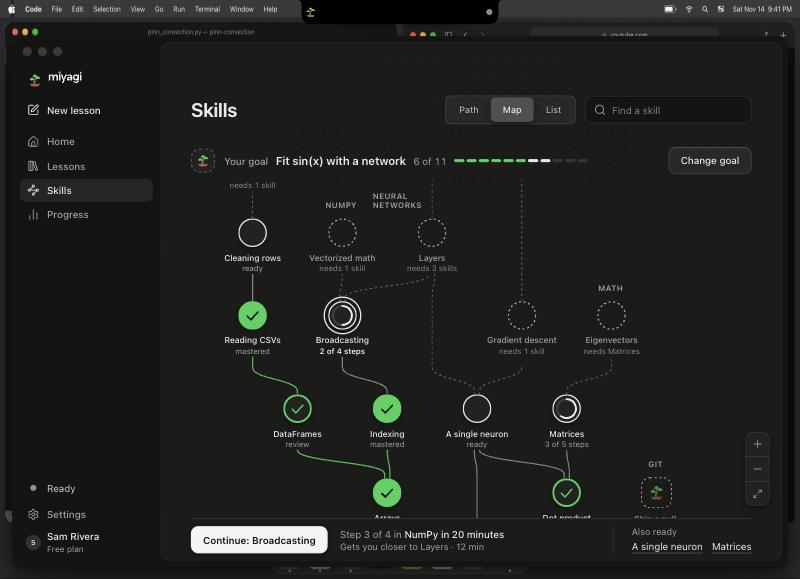 Code File Edit Selection View Go Run Terminal Window Help
Sat Nov 14 9:41 PM
pinn_convection.py — pinn-convection
youtube.com
miyagi
New lesson
Home
Lessons
Skills
Progress
Ready
Settings
S
Sam Rivera
Free plan
Skills
Path
Map
List
Find a skill
Your goal Fit sin(x) with a network 6 of 11
Change goal
needs 1 skill
NUMPY
NEURAL
NETWORKS
Cleaning rows
ready
Vectorized math
needs 1 skill
Layers
needs 3 skills
MATH
Reading CSVs
mastered
Broadcasting
2 of 4 steps
Gradient descent
needs 1 skill
Eigenvectors
needs Matrices
DataFrames
review
Indexing
mastered
A single neuron
ready
Matrices
3 of 5 steps
GIT
Arrays
Dot product
Continue: Broadcasting
Step 3 of 4 in NumPy in 20 minutes
Gets you closer to Layers · 12 min
Also ready
A single neuron
Matrices